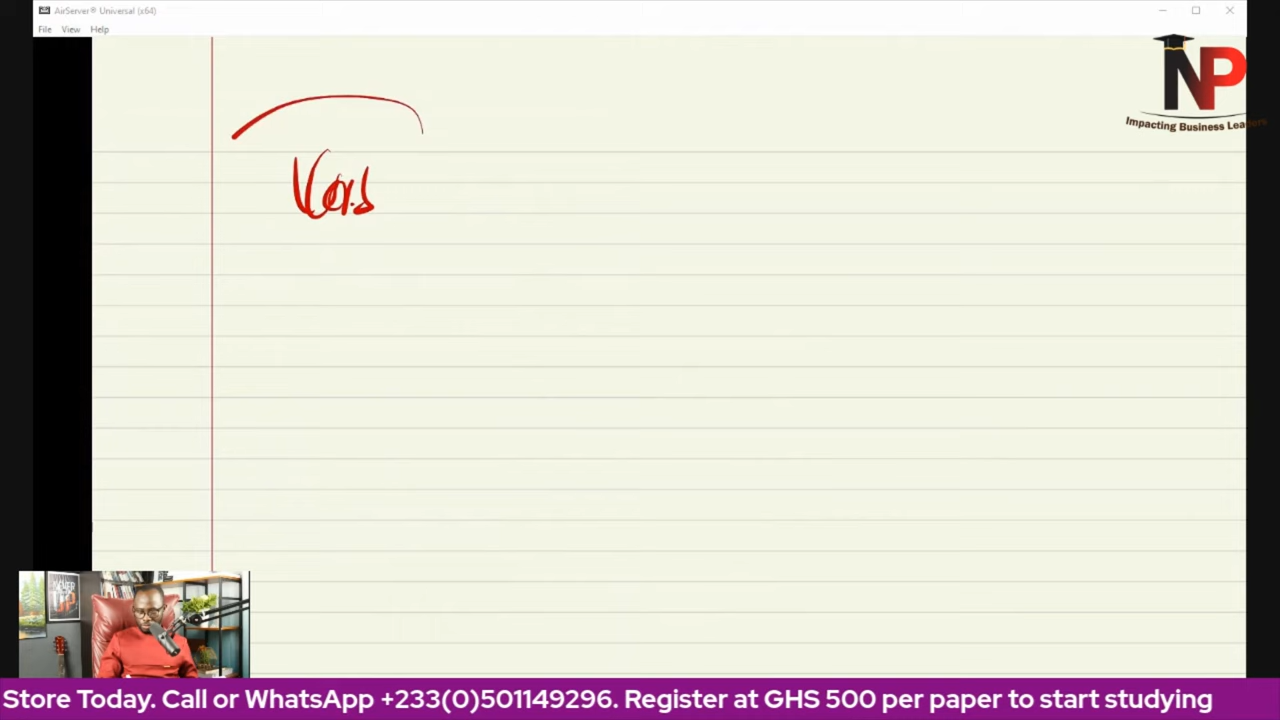 AirServer® Universal (x64)
File View Help
NP
Impacting Business Leaders
Store Today. Call or WhatsApp +233(0)501149296. Register at GHS 500 per paper to start studying